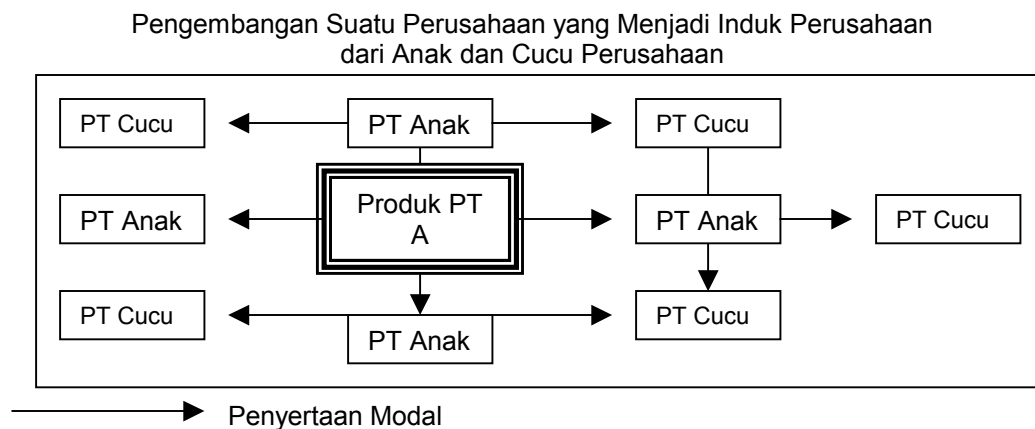 Pengembangan Suatu Perusahaan yang Menjadi Induk Perusahaan
dari Anak dan Cucu Perusahaan
PT Cucu
PT Anak
PT Cucu
PT Anak
Produk PT
A
PT Anak
PT Cucu
PT Cucu
PT Anak
PT Cucu
Penyertaan Modal